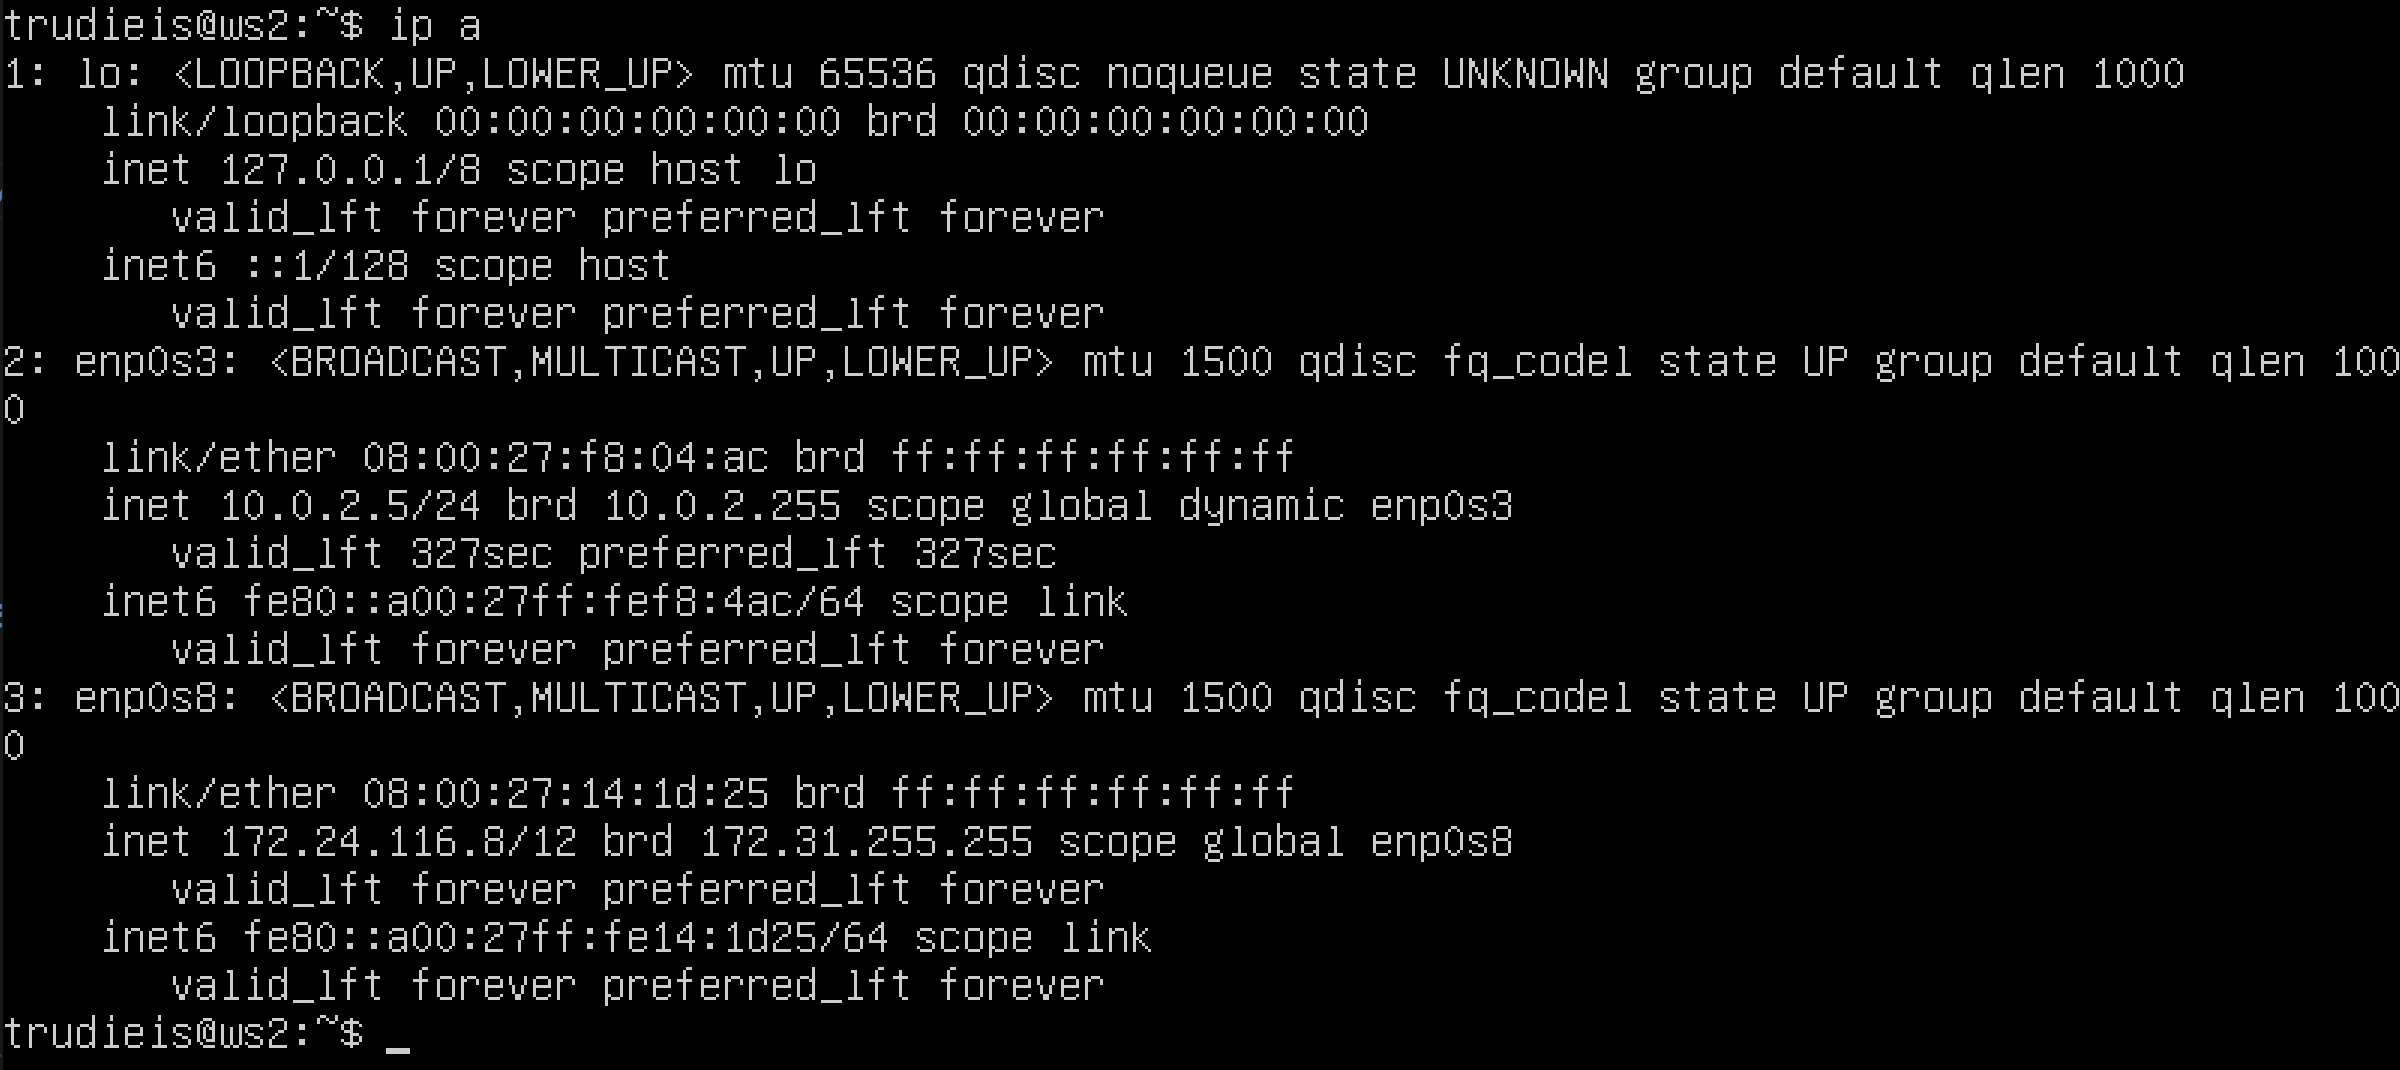 trudieis@ws2:~$ ip a
1: lo: <LOOPBACK,UP,LOWER_UP> mtu 65536 qdisc noqueue state UNKNOWN group default qlen 1000
    link/loopback 00:00:00:00:00:00 brd 00:00:00:00:00:00
    inet 127.0.0.1/8 scope host lo
       valid_lft forever preferred_lft forever
    inet6 ::1/128 scope host
       valid_lft forever preferred_lft forever
2: enp0s3: <BROADCAST,MULTICAST,UP,LOWER_UP> mtu 1500 qdisc fq_codel state UP group default qlen 100
0
    link/ether 08:00:27:f8:04:ac brd ff:ff:ff:ff:ff:ff
    inet 10.0.2.5/24 brd 10.0.2.255 scope global dynamic enp0s3
       valid_lft 327sec preferred_lft 327sec
    inet6 fe80::a00:27ff:fef8:4ac/64 scope link
       valid_lft forever preferred_lft forever
3: enp0s8: <BROADCAST,MULTICAST,UP,LOWER_UP> mtu 1500 qdisc fq_codel state UP group default qlen 100
0
    link/ether 08:00:27:14:1d:25 brd ff:ff:ff:ff:ff:ff
    inet 172.24.116.8/12 brd 172.31.255.255 scope global enp0s8
       valid_lft forever preferred_lft forever
    inet6 fe80::a00:27ff:fe14:1d25/64 scope link
       valid_lft forever preferred_lft forever
trudieis@ws2:~$ _